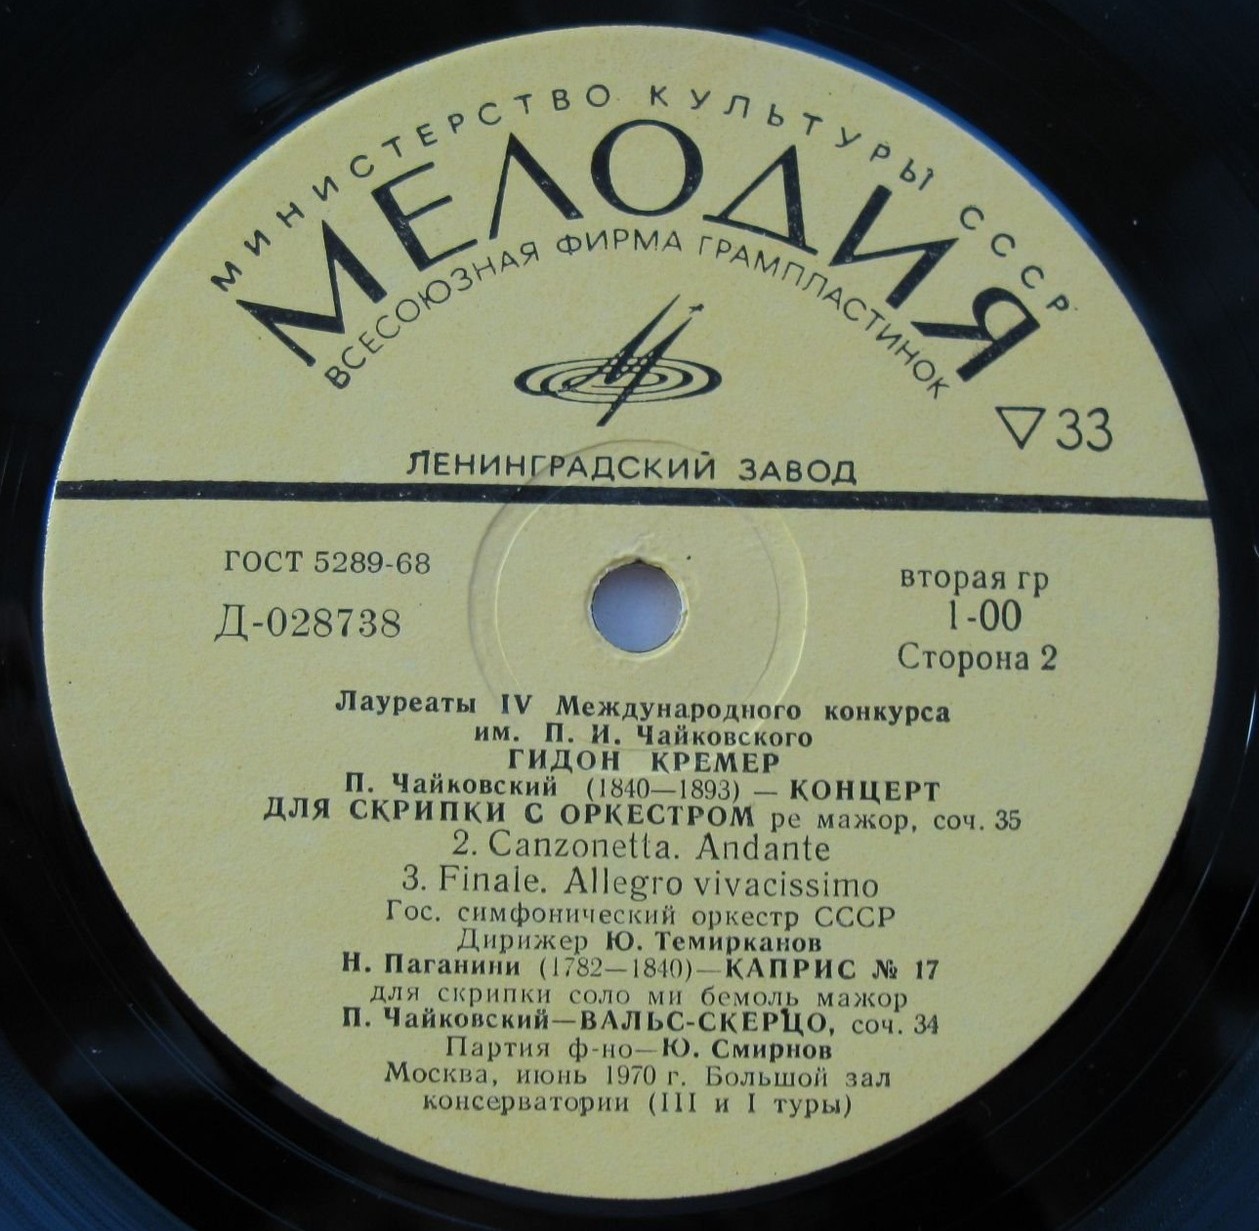 МИНИСТЕРСТВО КУЛЬТУРЫ СССР
МЕЛОДИЯ
ВСЕСОЮЗНАЯ ФИРМА ГРАМПЛАСТИНОК
▽ 33
ЛЕНИНГРАДСКИЙ ЗАВОД
ГОСТ 5289-68
Д-028738
вторая гр
1-00
Сторона 2
Лауреаты IV Международного конкурса
им. П. И. Чайковского
ГИДОН КРЕМЕР
П. Чайковский (1840—1893) — КОНЦЕРТ
ДЛЯ СКРИПКИ С ОРКЕСТРОМ ре мажор, соч. 35
2. Canzonetta. Andante
3. Finale. Allegro vivacissimo
Гос. симфонический оркестр СССР
Дирижер Ю. Темирканов
Н. Паганини (1782—1840)—КАПРИС № 17
для скрипки соло ми бемоль мажор
П. Чайковский—ВАЛЬС-СКЕРЦО, соч. 34
Партия ф-но—Ю. Смирнов
Москва, июнь 1970 г. Большой зал
консерватории (III и I туры)